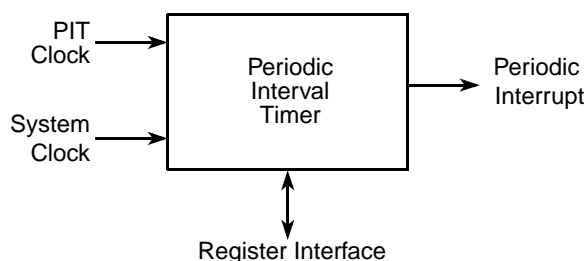 PIT
Clock
System
Clock
Periodic
Interval
Timer
Periodic
Interrupt
Register Interface